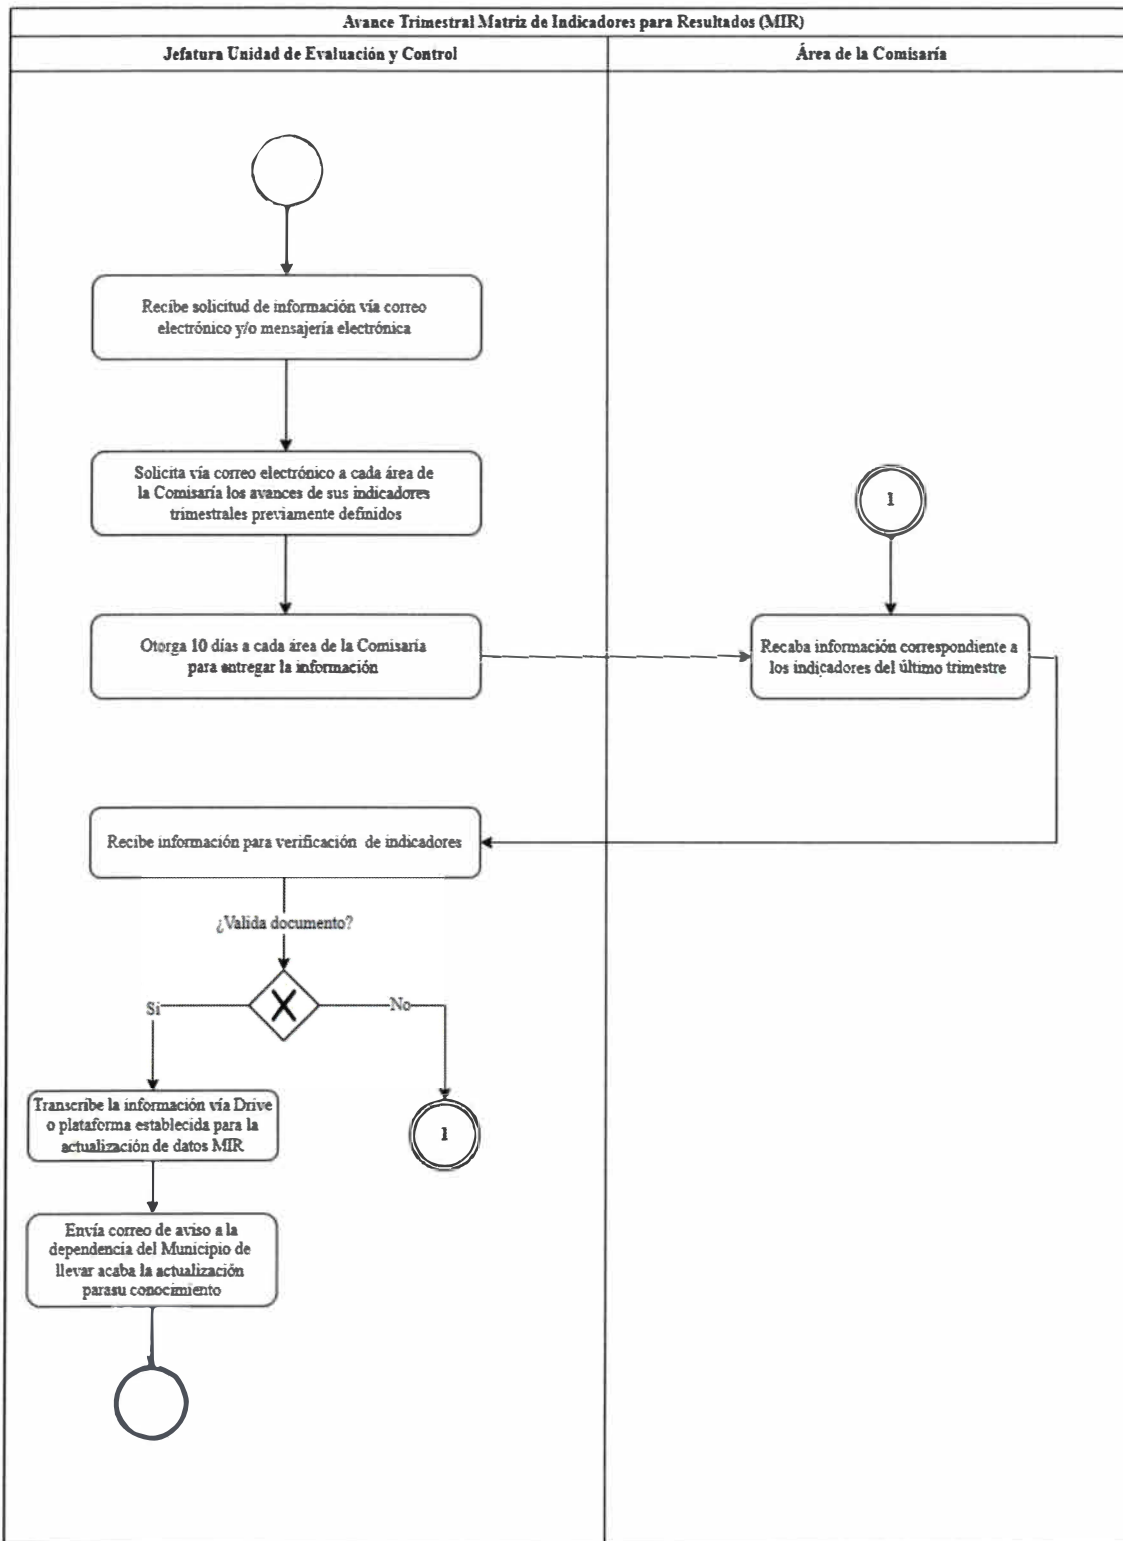 Avance Trimestral Matriz de Indicadores para Resultados (MIR)
Jefatura Unidad de Evaluación y Control
Área de la Comisaría
Recibe solicitud de información vía correo
electrónico y/o mensajería electrónica
Solicita vía correo electrónico a cada área de
la Comisaría los avances de sus indicadores
trimestrales previamente definidos
1
Otorga 10 días a cada área de la Comisaría
para entregar la información
Recaba información correspondiente a
los indicadores del último trimestre
Recibe información para verificación de indicadores
¿Valida documento?
Si
No
Transcribe la información vía Drive
o plataforma establecida para la
actualización de datos MIR
1
Envía correo de aviso a la
dependencia del Municipio de
llevar acaba la actualización
parasu conocimiento